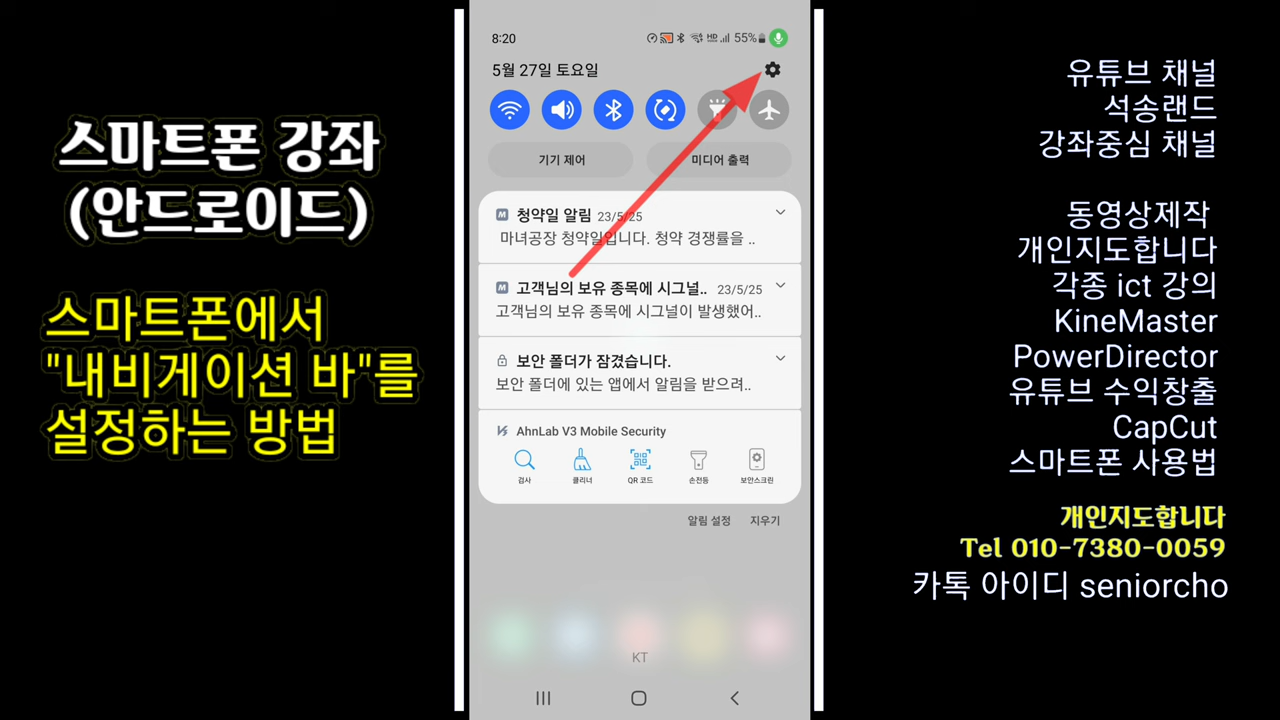 스마트폰 강좌
(안드로이드)
스마트폰에서
"내비게이션 바"를
설정하는 방법
8:20
HD
55%
5월 27일 토요일
기기 제어
미디어 출력
청약일 알림 23/5/25
마녀공장 청약일입니다. 청약 경쟁률을 ..
고객님의 보유 종목에 시그널.. 23/5/25
고객님의 보유 종목에 시그널이 발생했어..
보안 폴더가 잠겼습니다.
보안 폴더에 있는 앱에서 알림을 받으려..
AhnLab V3 Mobile Security
검사
클리너
QR 코드
손전등
보안스크린
알림 설정
지우기
KT
유튜브 채널
석송랜드
강좌중심 채널
동영상제작
개인지도합니다
각종 ict 강의
KineMaster
PowerDirector
유튜브 수익창출
CapCut
스마트폰 사용법
개인지도합니다
Tel 010-7380-0059
카톡 아이디 seniorcho